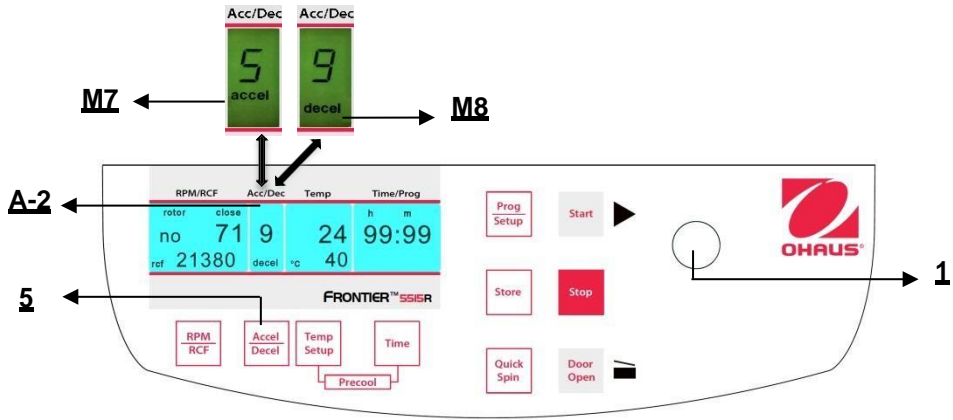 Acc/Dec Acc/Dec
5 9
accel decel
M7 M8
RPM/RCF Acc/Dec Temp Time/Prog
rotor close h m
no 71 9 24 99:99
rcf 21380 decel °C 40
A-2
FRONTIER™ 5515R
5
RPM
RCF
Accel
Decel
Temp
Setup
Time
Precool
Prog
Setup
Start
Store
Stop
Quick
Spin
Door
Open
OHAUS®
1